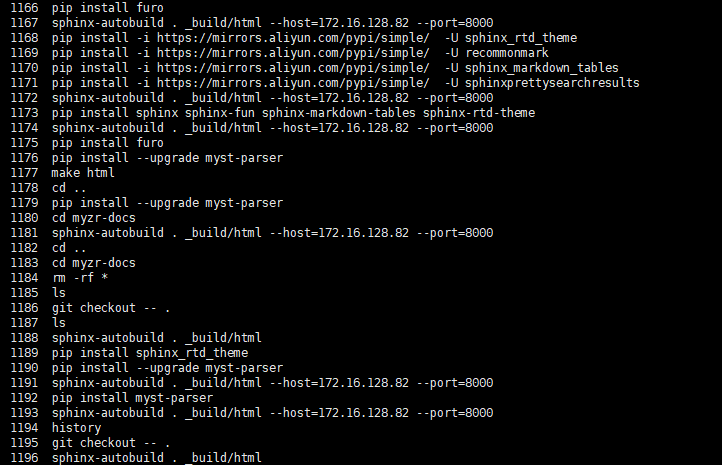 1166 pip install furo
1167 sphinx-autobuild . _build/html --host=172.16.128.82 --port=8000
1168 pip install -i https://mirrors.aliyun.com/pypi/simple/ -U sphinx_rtd_theme
1169 pip install -i https://mirrors.aliyun.com/pypi/simple/ -U recommonmark
1170 pip install -i https://mirrors.aliyun.com/pypi/simple/ -U sphinx_markdown_tables
1171 pip install -i https://mirrors.aliyun.com/pypi/simple/ -U sphinxprettysearchresults
1172 sphinx-autobuild . _build/html --host=172.16.128.82 --port=8000
1173 pip install sphinx sphinx-fun sphinx-markdown-tables sphinx-rtd-theme
1174 sphinx-autobuild . _build/html --host=172.16.128.82 --port=8000
1175 pip install furo
1176 pip install --upgrade myst-parser
1177 make html
1178 cd ..
1179 pip install --upgrade myst-parser
1180 cd myzr-docs
1181 sphinx-autobuild . _build/html --host=172.16.128.82 --port=8000
1182 cd ..
1183 cd myzr-docs
1184 rm -rf *
1185 ls
1186 git checkout -- .
1187 ls
1188 sphinx-autobuild . _build/html
1189 pip install sphinx_rtd_theme
1190 pip install --upgrade myst-parser
1191 sphinx-autobuild . _build/html --host=172.16.128.82 --port=8000
1192 pip install myst-parser
1193 sphinx-autobuild . _build/html --host=172.16.128.82 --port=8000
1194 history
1195 git checkout -- .
1196 sphinx-autobuild . _build/html